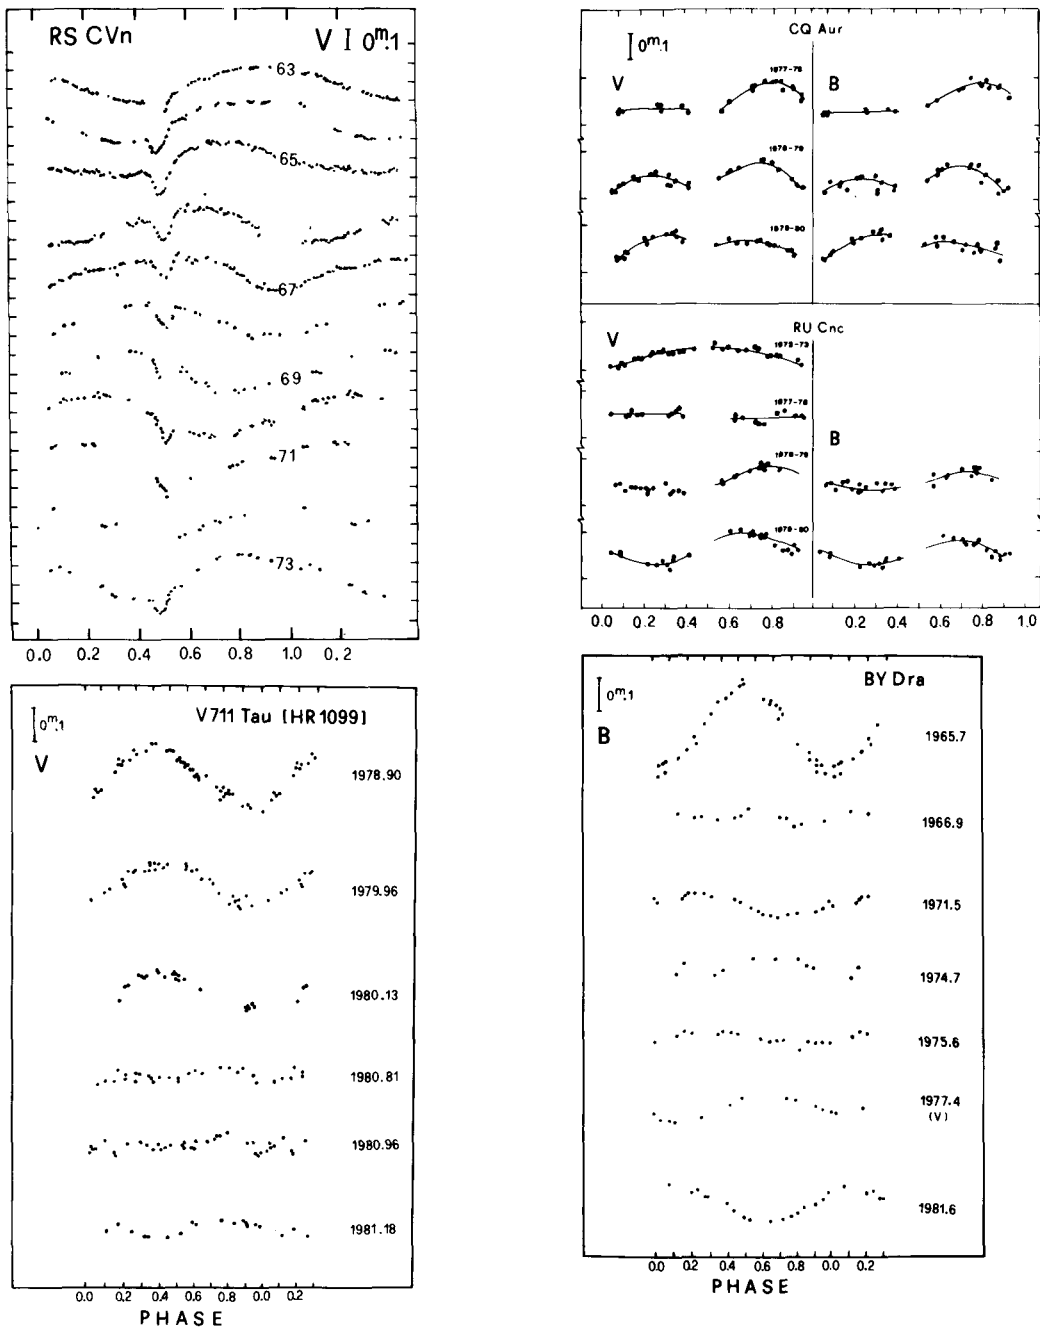 RS CVn
V I 0m.1
63
65
67
69
71
73
0.0 0.2 0.4 0.6 0.8 1.0 0.2
CQ Aur
I 0m.1
V
B
1977-78
1978-79
1979-80
RU Cnc
V
B
1977-78
1978-79
1979-80
0.0 0.2 0.4 0.6 0.8 0.0 0.2 0.4 0.6 0.8 1.0
V711 Tau [HR1099]
I 0m.1
V
1978.90
1979.96
1980.13
1980.81
1980.96
1981.18
0.0 0.2 0.4 0.6 0.8 0.0 0.2
PHASE
BY Dra
I 0m.1
B
1965.7
1966.9
1971.5
1974.7
1975.6
1977.4
(V)
1981.6
0.0 0.2 0.4 0.6 0.8 0.0 0.2
PHASE